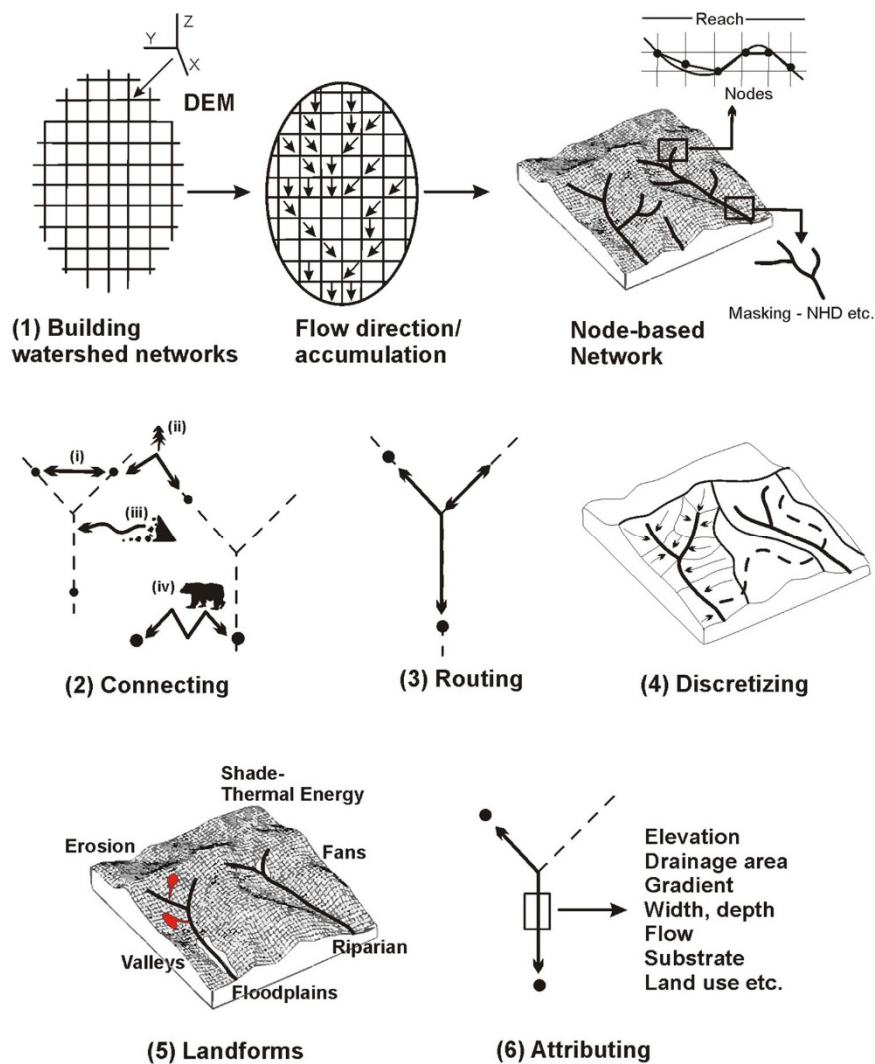 Z
Y
X
DEM
Reach
Nodes
Masking - NHD etc.
(1) Building
watershed networks
Flow direction/
accumulation
Node-based
Network
(i)
(ii)
(iii)
(iv)
(2) Connecting
(3) Routing
(4) Discretizing
Shade-
Thermal Energy
Erosion
Fans
Valleys
Riparian
Floodplains
(5) Landforms
Elevation
Drainage area
Gradient
Width, depth
Flow
Substrate
Land use etc.
(6) Attributing